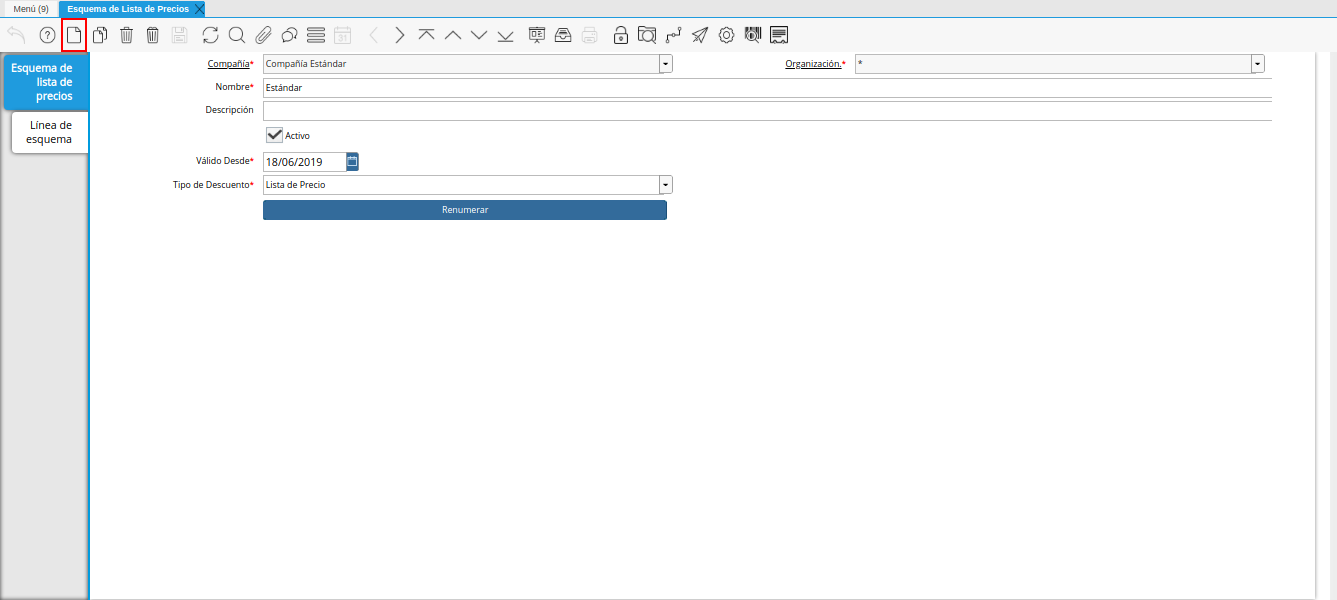 Menú (9)
Esquema de Lista de Precios
?
31
Esquema de
lista de
precios
Línea de
esquema
Compañía*
Compañía Estándar
Organización.*
*
Nombre*
Estándar
Descripción
Activo
Válido Desde*
18/06/2019
Tipo de Descuento*
Lista de Precio
Renumerar